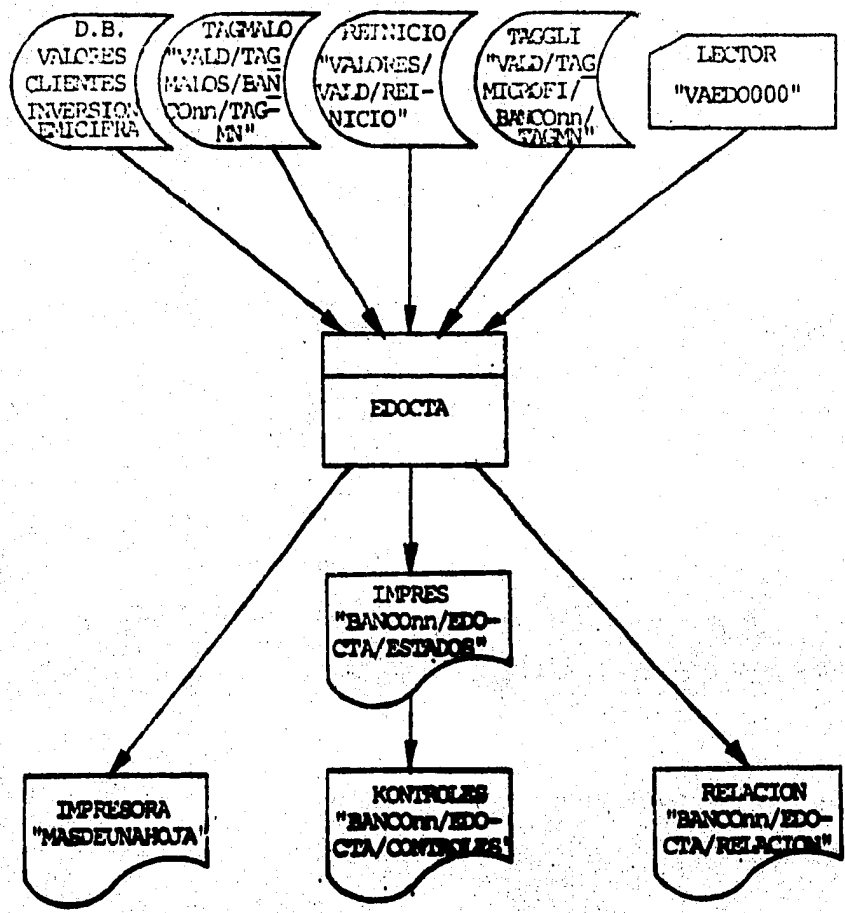 D.B.
VALORES
CLIENTES
INVERSION
EMICIFRA
TAGMALO
"VALD/TAG
MALOS/BAN
COnn/TAG-
MN"
REINICIO
"VALORES/
VALD/REI-
NICIO"
TAGGLI
"VALD/TAG
MICROFI/
BANCOnn/
TAGMN"
LECTOR
"VAEDO000"
EDOCTA
IMPRES
"BANCOnn/EDO-
CTA/ESTADOS"
IMPRESORA
"MASDEUNAHOJA"
KONTROLES
"BANCOnn/EDO-
CTA/CONTROLES"
RELACION
"BANCOnn/EDO-
CTA/RELACION"